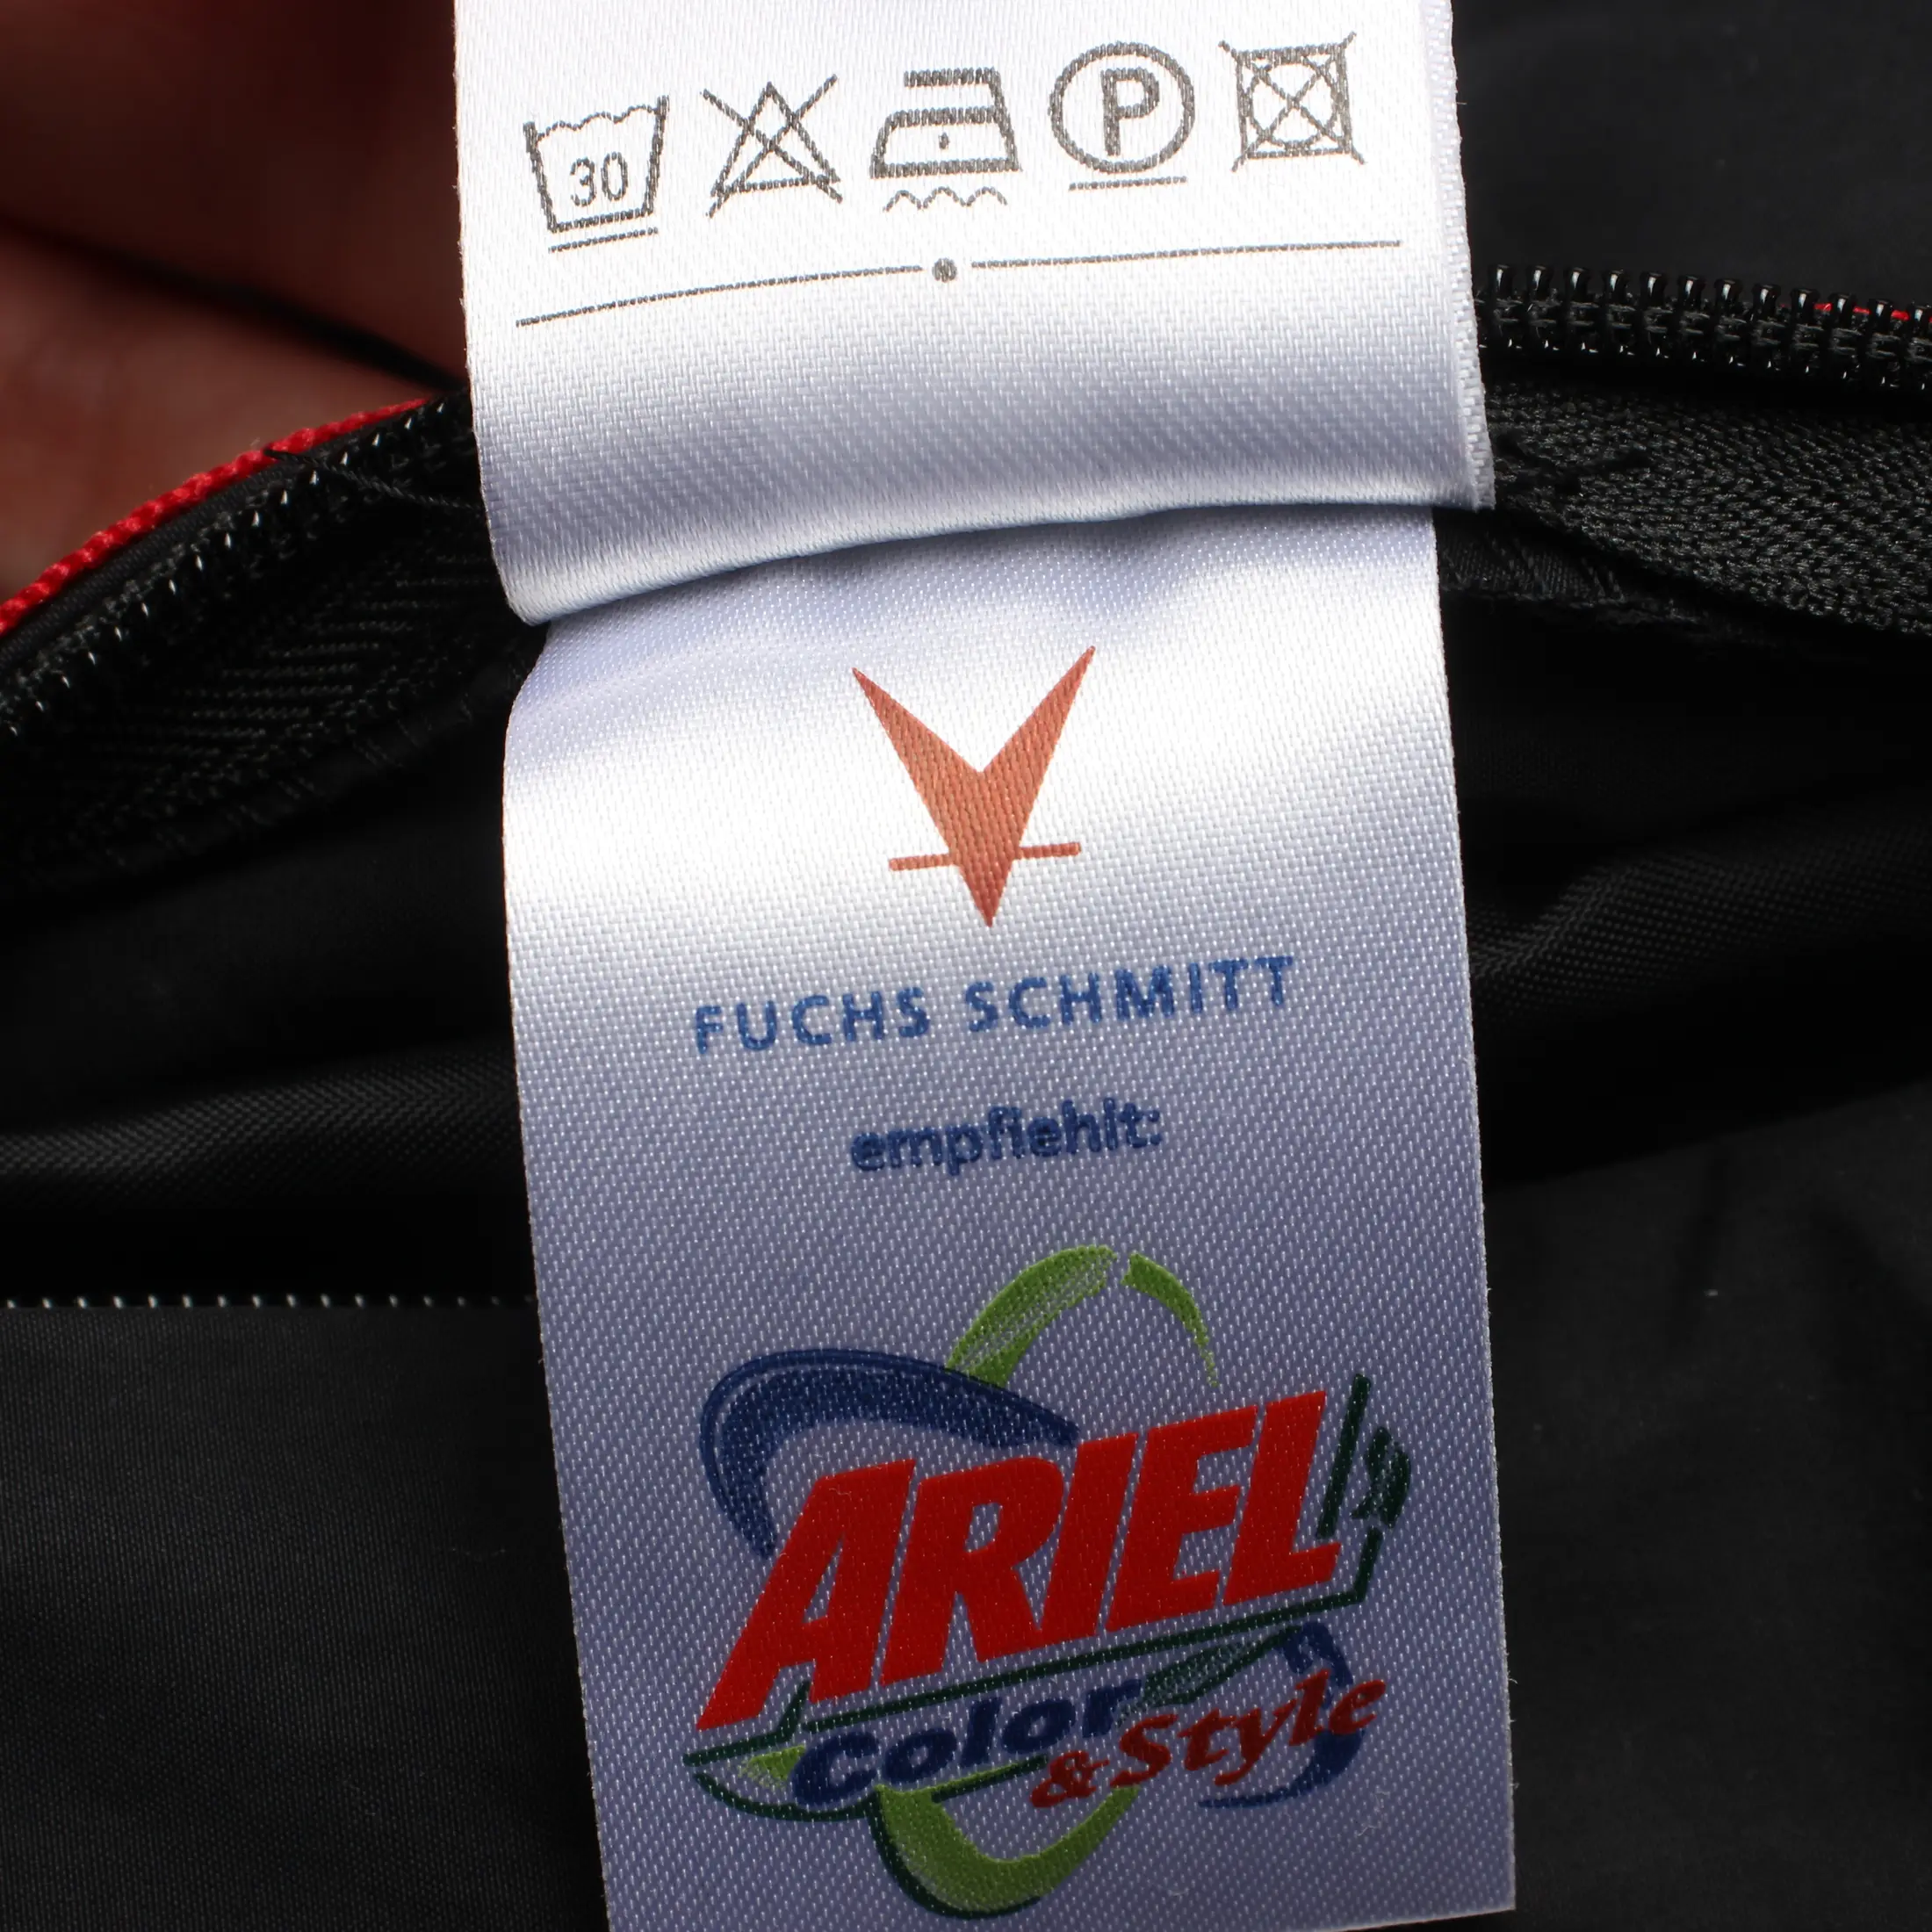 30
P
FUCHS SCHMITT
empfiehlt:
ARIEL
Color
&Style